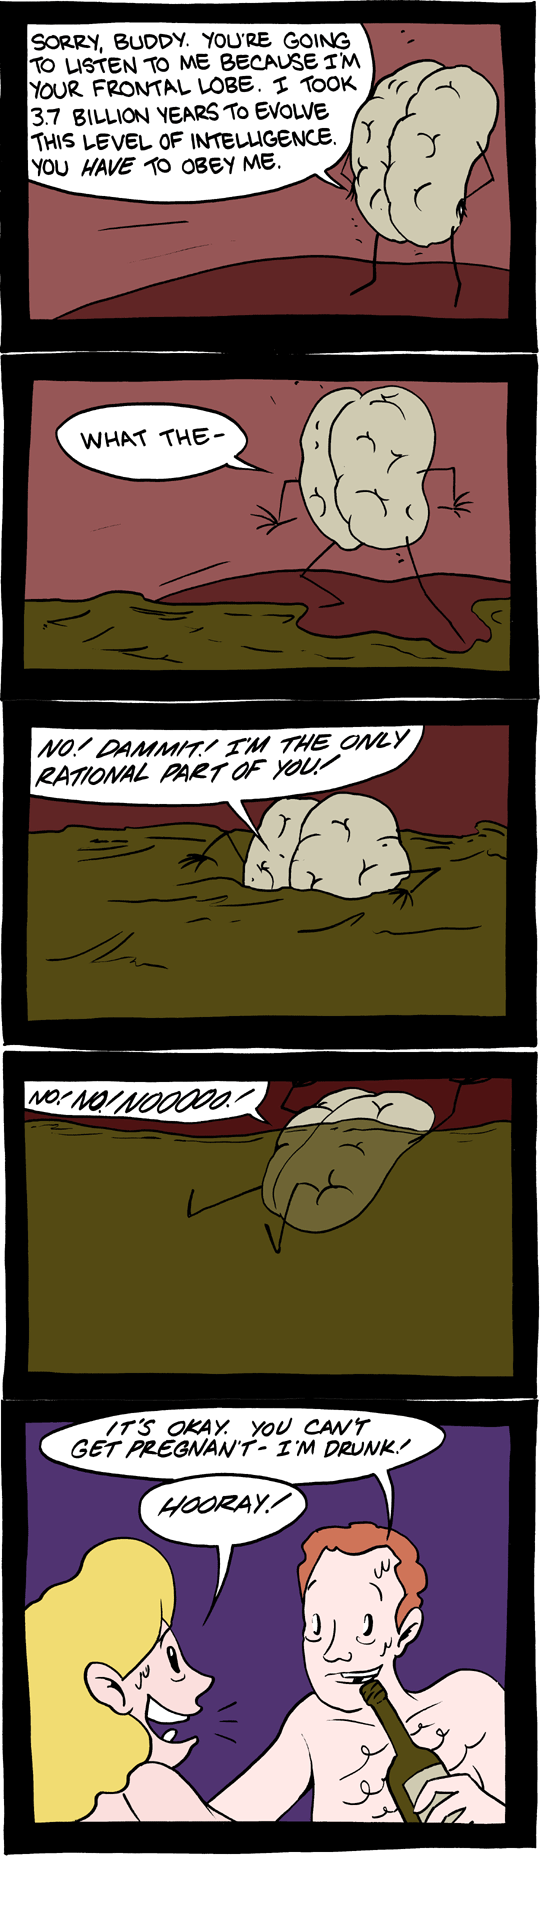 SORRY, BUDDY. YOU'RE GOING
TO LISTEN TO ME BECAUSE I'M
YOUR FRONTAL LOBE. I TOOK
3.7 BILLION YEARS TO EVOLVE
THIS LEVEL OF INTELLIGENCE.
YOU HAVE TO OBEY ME.
WHAT THE-
NO! DAMMIT! I'M THE ONLY
RATIONAL PART OF YOU!
NO! NO! NOOOOO!
IT'S OKAY. YOU CAN'T
GET PREGNAN'T- I'M DRUNK!
HOORAY!